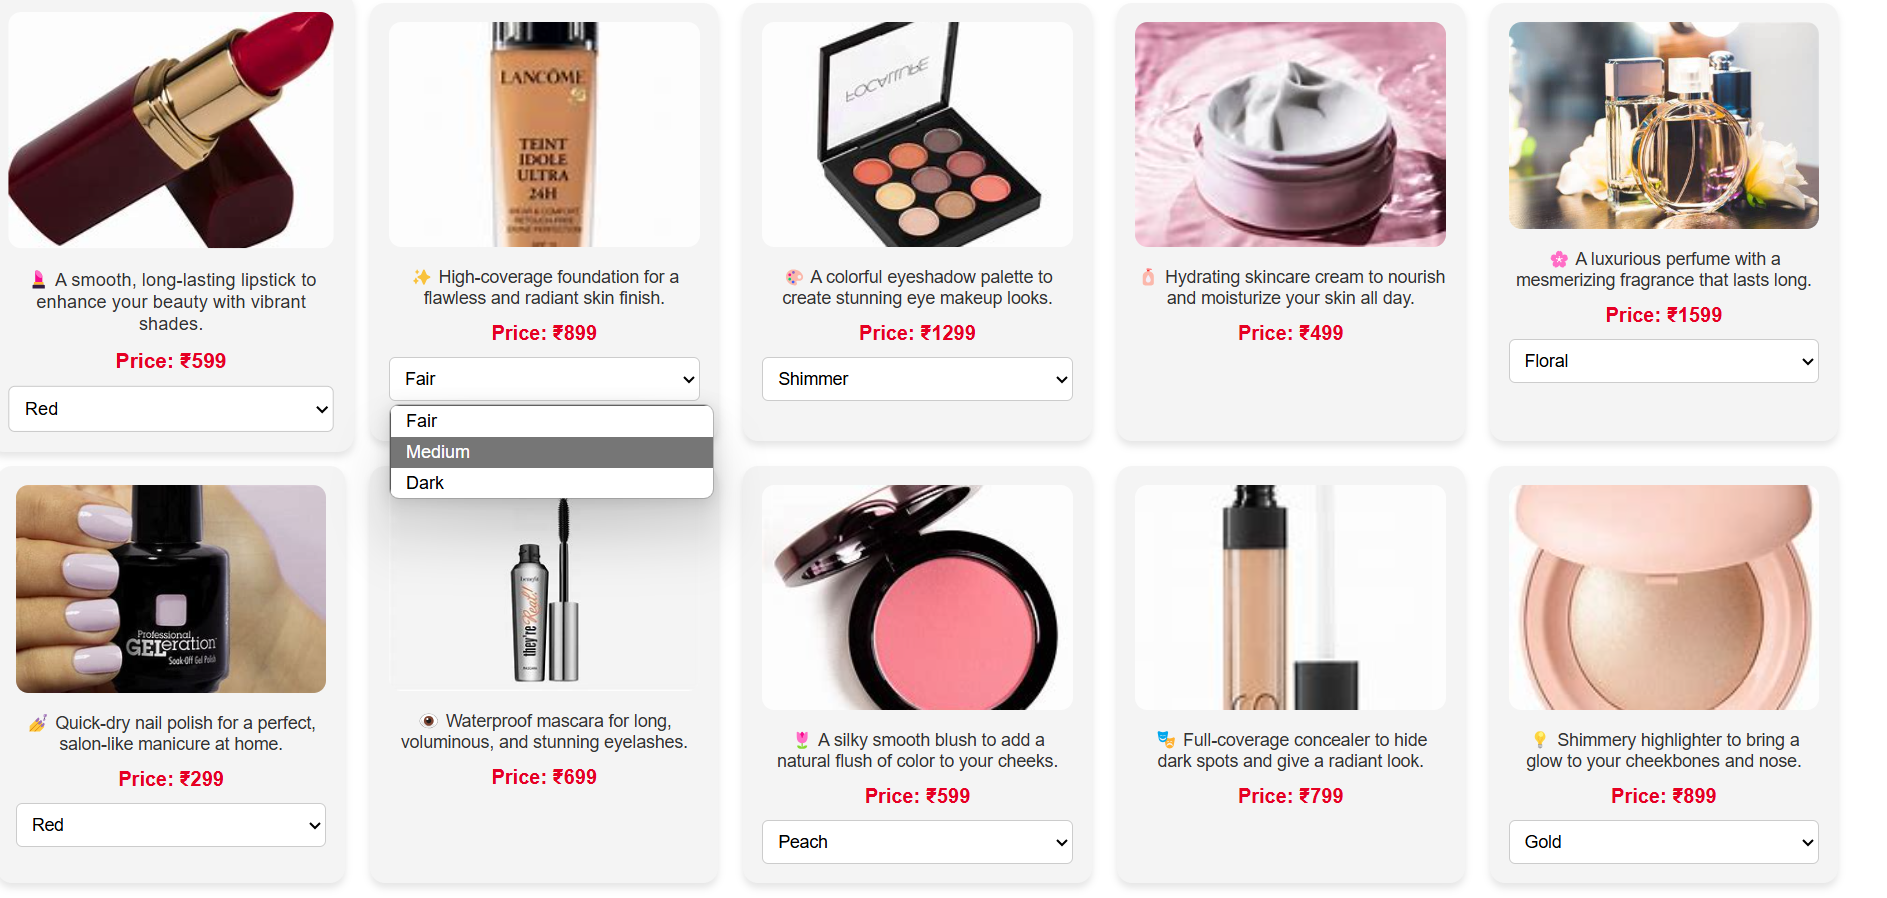 LANCÔME
TEINT
IDOLE
ULTRA
24H
WEAR & COMFORT
RETOUCH-FREE
DIVINE PERFECTION
FOCALLURE
💄 A smooth, long-lasting lipstick to
enhance your beauty with vibrant
shades.
Price: ₹599
Red
✨ High-coverage foundation for a
flawless and radiant skin finish.
Price: ₹899
Fair
Fair
Medium
Dark
🎨 A colorful eyeshadow palette to
create stunning eye makeup looks.
Price: ₹1299
Shimmer
🧴 Hydrating skincare cream to nourish
and moisturize your skin all day.
Price: ₹499
🌸 A luxurious perfume with a
mesmerizing fragrance that lasts long.
Price: ₹1599
Floral
Professional
GELeration
Soak-Off Gel Polish
💅 Quick-dry nail polish for a perfect,
salon-like manicure at home.
Price: ₹299
Red
benefit
they're Real!
👁️ Waterproof mascara for long,
voluminous, and stunning eyelashes.
Price: ₹699
🌷 A silky smooth blush to add a
natural flush of color to your cheeks.
Price: ₹599
Peach
🎭 Full-coverage concealer to hide
dark spots and give a radiant look.
Price: ₹799
💡 Shimmery highlighter to bring a
glow to your cheekbones and nose.
Price: ₹899
Gold